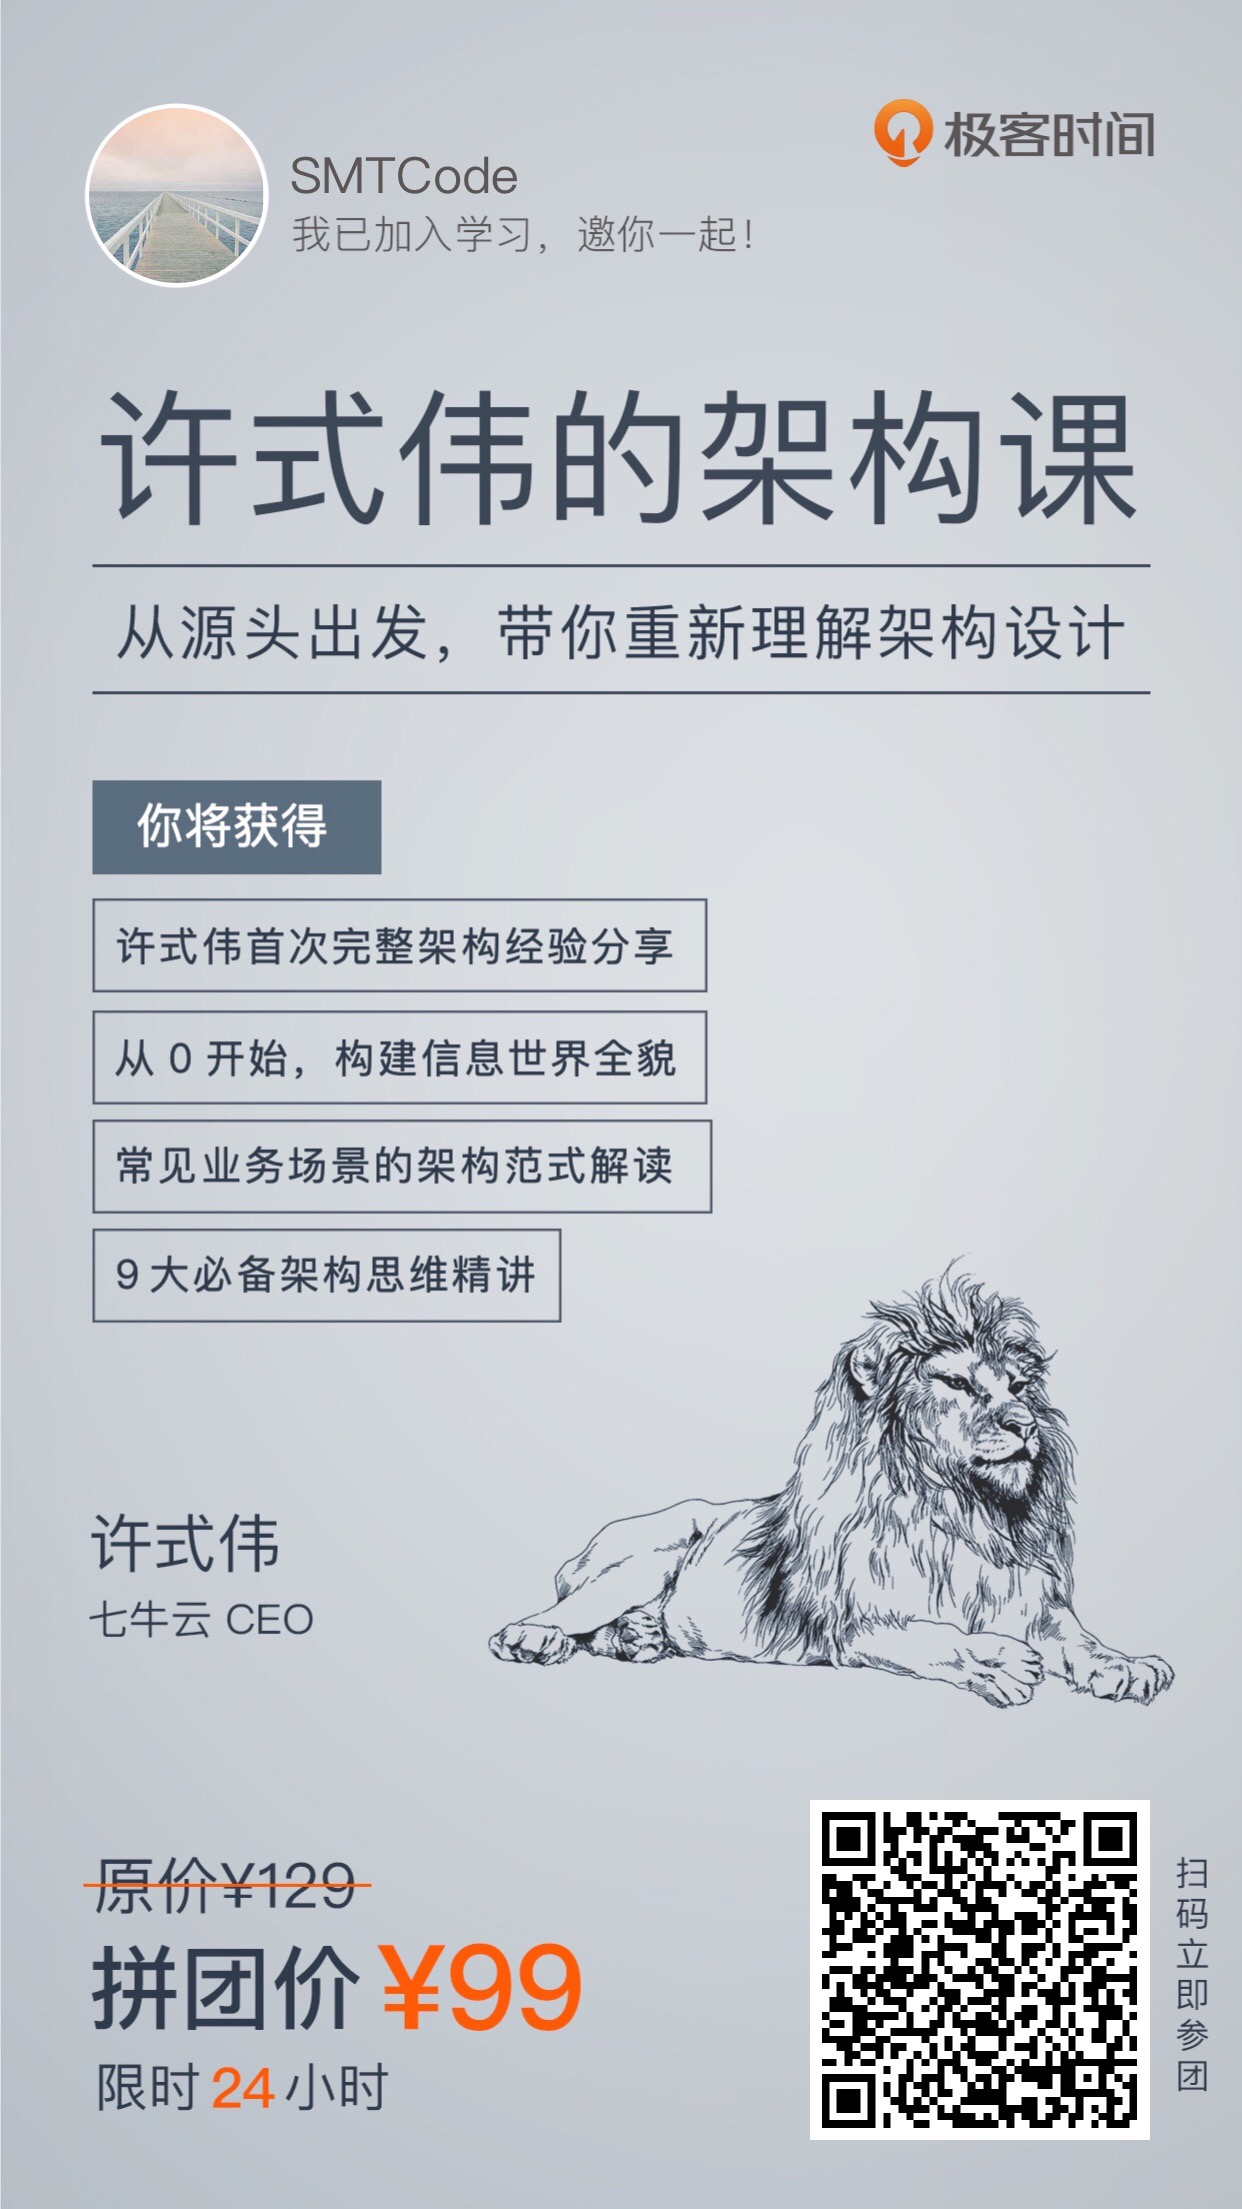 SMTCode
我已加入学习，邀你一起！
极客时间
许式伟的架构课
从源头出发，带你重新理解架构设计
你将获得
许式伟首次完整架构经验分享
从 0 开始，构建信息世界全貌
常见业务场景的架构范式解读
9 大必备架构思维精讲
许式伟
七牛云 CEO
原价¥129
拼团价 ¥99
限时 24 小时
扫码立即参团